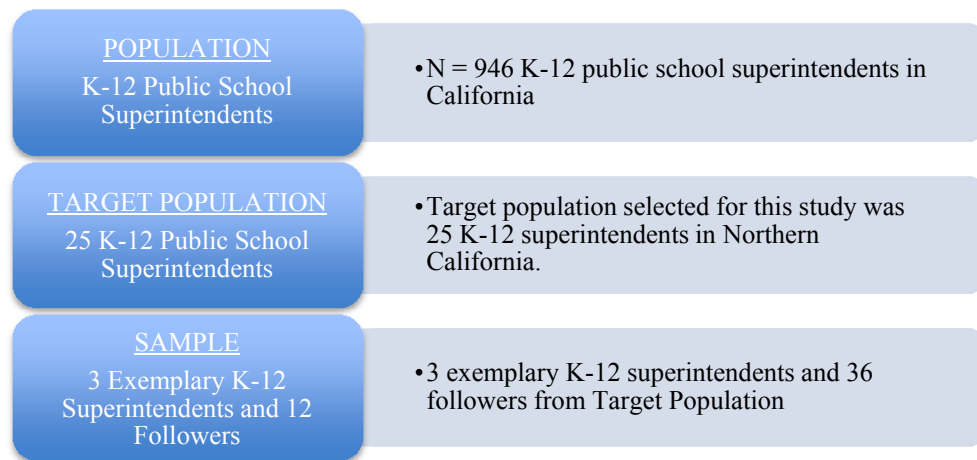 POPULATION
K-12 Public School
Superintendents
•N = 946 K-12 public school superintendents in
California
TARGET POPULATION
25 K-12 Public School
Superintendents
•Target population selected for this study was
25 K-12 superintendents in Northern
California.
SAMPLE
3 Exemplary K-12
Superintendents and 12
Followers
•3 exemplary K-12 superintendents and 36
followers from Target Population